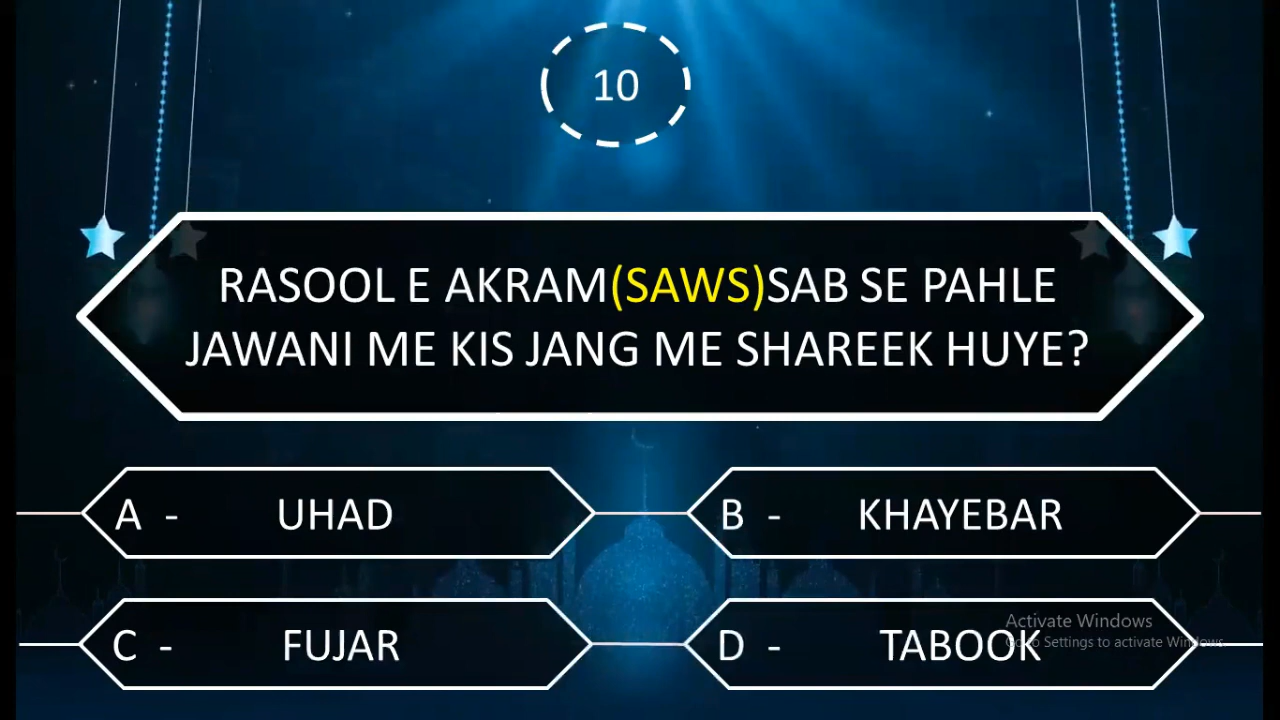 10
RASOOL E AKRAM(SAWS)SAB SE PAHLE
JAWANI ME KIS JANG ME SHAREEK HUYE?
A - UHAD
B - KHAYEBAR
C - FUJAR
D - TABOOK
Activate Windows
Go to Settings to activate Windows.